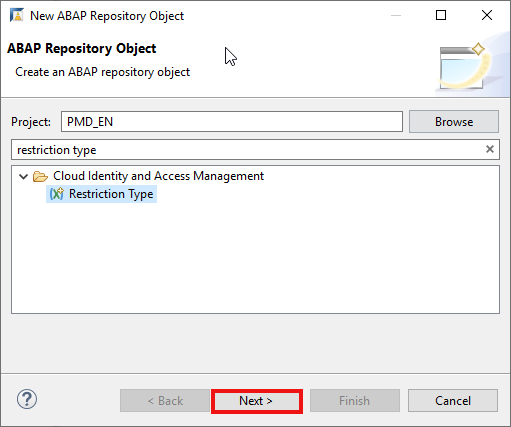 New ABAP Repository Object
ABAP Repository Object
Create an ABAP repository object
Project: PMD_EN Browse
restriction type
Cloud Identity and Access Management
Restriction Type
< Back Next > Finish Cancel